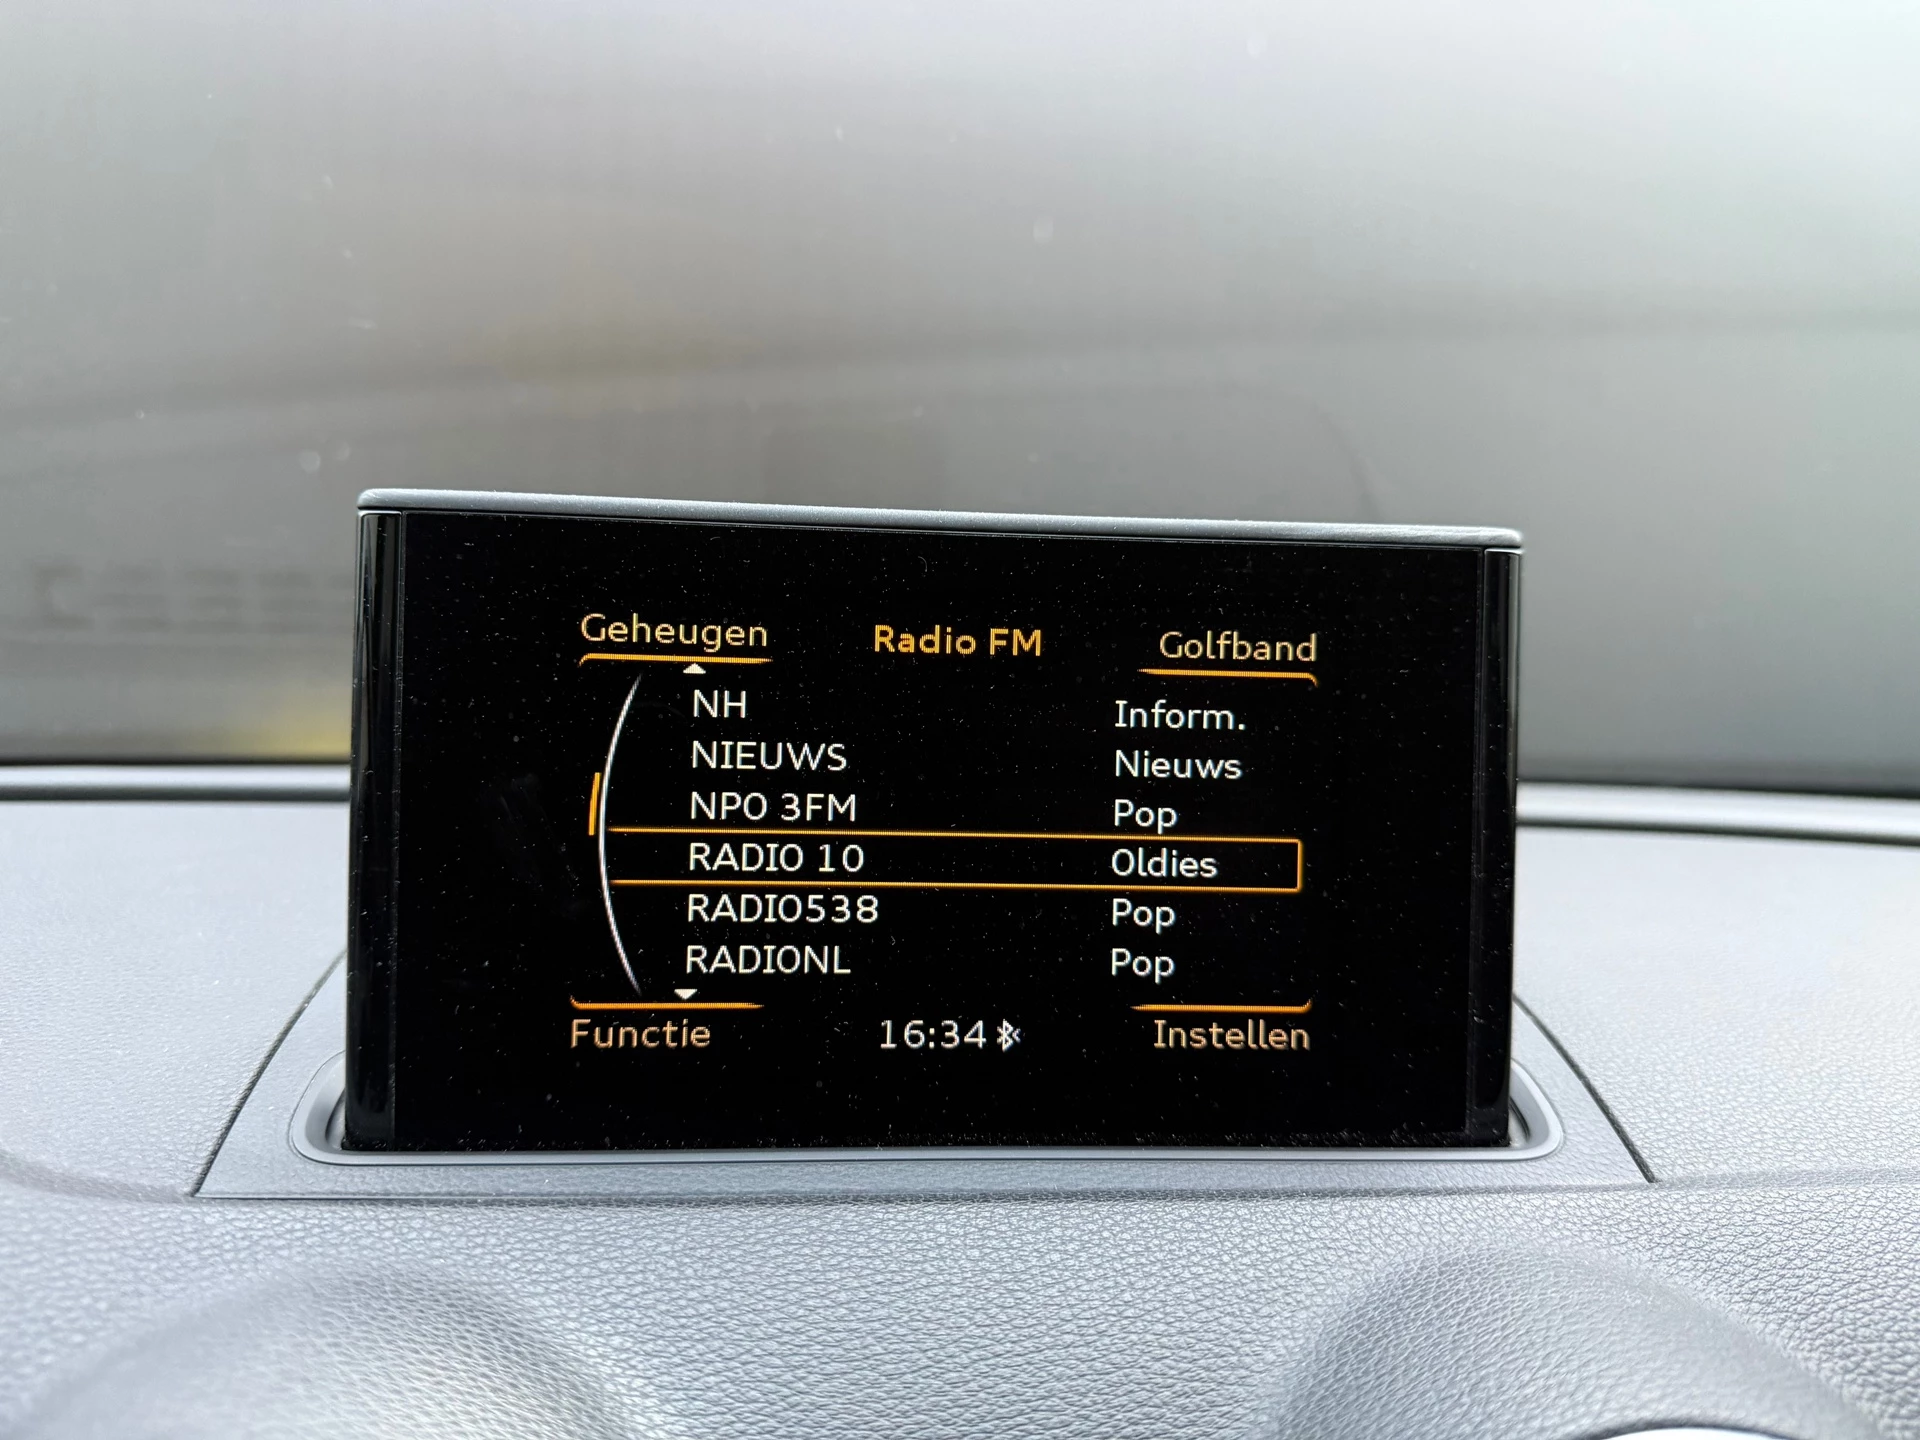 Geheugen Radio FM Golfband
NH Inform.
NIEUWS Nieuws
NPO 3FM Pop
RADIO 10 Oldies
RADIO538 Pop
RADIONL Pop
Functie 16:34 Instellen